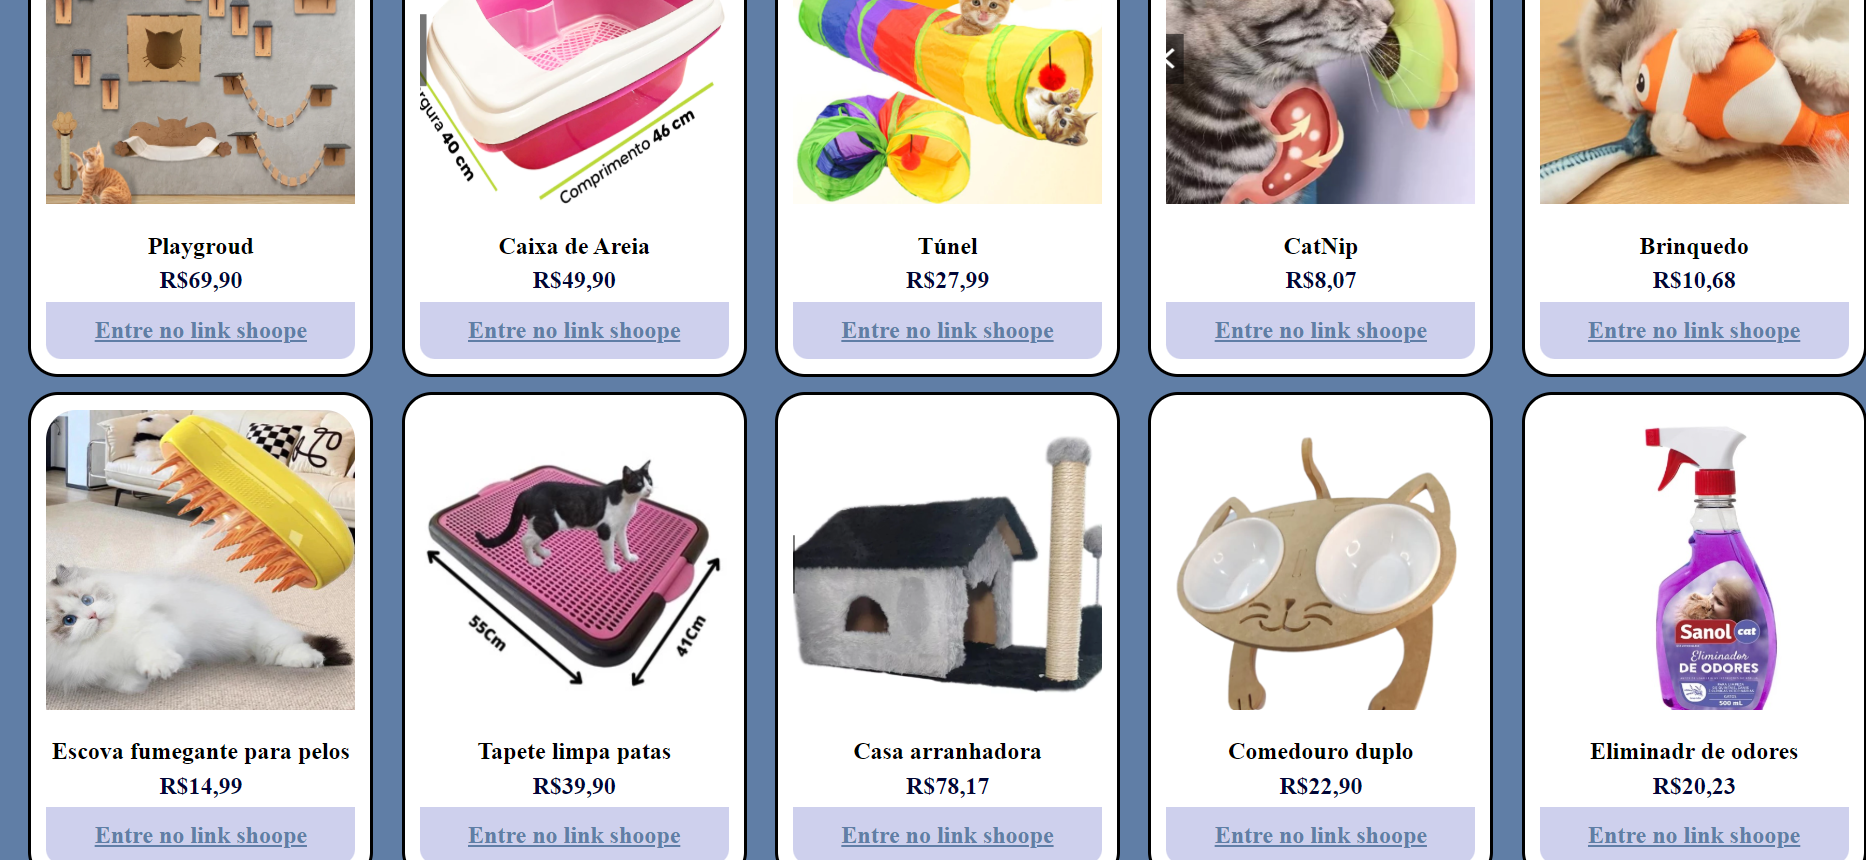 rgura 40 cm
Comprimento 46 cm
Playgroud
R$69,90
Entre no link shoope
Caixa de Areia
R$49,90
Entre no link shoope
Túnel
R$27,99
Entre no link shoope
CatNip
R$8,07
Entre no link shoope
Brinquedo
R$10,68
Entre no link shoope
55Cm
41Cm
Sanol cat
Eliminador
DE ODORES
500 mL
Escova fumegante para pelos
R$14,99
Entre no link shoope
Tapete limpa patas
R$39,90
Entre no link shoope
Casa arranhadora
R$78,17
Entre no link shoope
Comedouro duplo
R$22,90
Entre no link shoope
Eliminadr de odores
R$20,23
Entre no link shoope